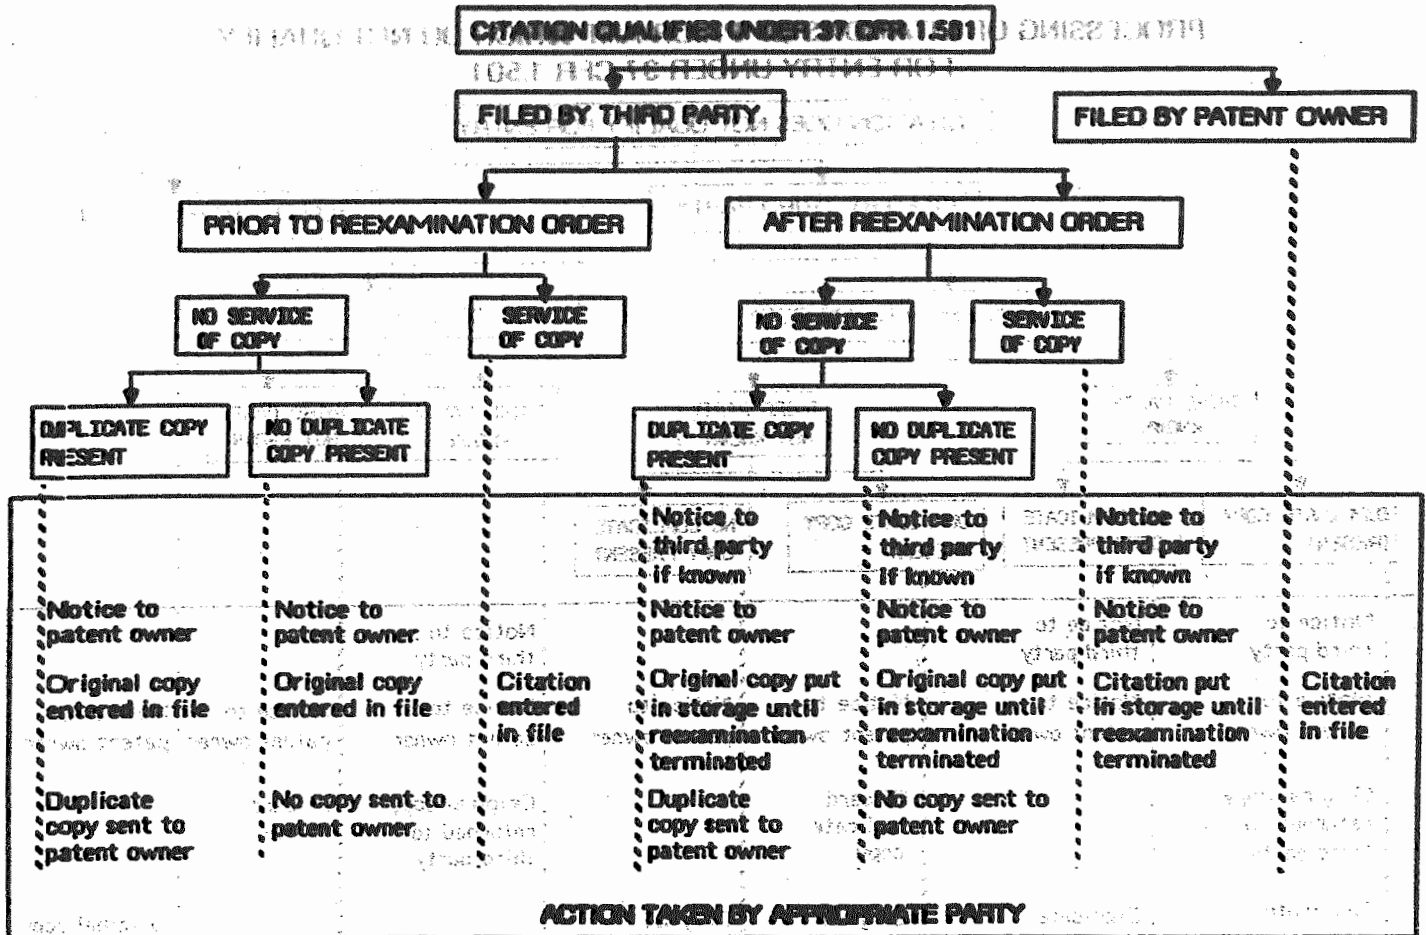 CITATION QUALIFIES UNDER 37 CFR 1.501
FILED BY THIRD PARTY
FILED BY PATENT OWNER
PRIOR TO REEXAMINATION ORDER
AFTER REEXAMINATION ORDER
NO SERVICE
OF COPY
SERVICE
OF COPY
NO SERVICE
OF COPY
SERVICE
OF COPY
DUPLICATE COPY
PRESENT
NO DUPLICATE
COPY PRESENT
DUPLICATE COPY
PRESENT
NO DUPLICATE
COPY PRESENT
Notice to
patent owner
Original copy
entered in file
Duplicate
copy sent to
patent owner
Notice to
patent owner
Original copy
entered in file
No copy sent to
patent owner
Citation
entered
in file
Notice to
third party
if known
Notice to
patent owner
Original copy put
in storage until
reexamination
terminated
Duplicate
copy sent to
patent owner
Notice to
third party
if known
Notice to
patent owner
Original copy put
in storage until
reexamination
terminated
No copy sent to
patent owner
Notice to
third party
if known
Notice to
patent owner
Citation put
in storage until
reexamination
terminated
Citation
entered
in file
ACTION TAKEN BY APPROPRIATE PARTY